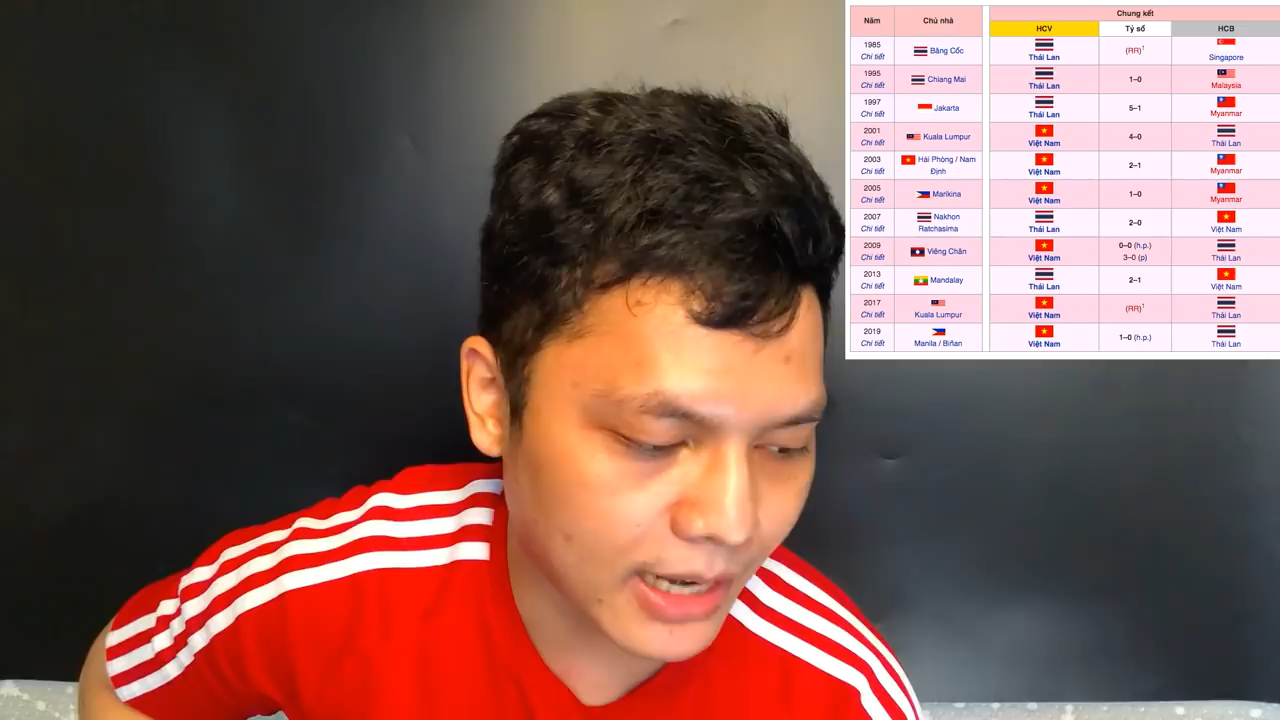 Năm
Chủ nhà
Chung kết
HCV
Tỷ số
HCB
1985
Chi tiết
Băng Cốc
Thái Lan
(RR)¹
Singapore
1995
Chi tiết
Chiang Mai
Thái Lan
1–0
Malaysia
1997
Chi tiết
Jakarta
Thái Lan
5–1
Myanmar
2001
Chi tiết
Kuala Lumpur
Việt Nam
4–0
Thái Lan
2003
Chi tiết
Hải Phòng / Nam
Định
Việt Nam
2–1
Myanmar
2005
Chi tiết
Marikina
Việt Nam
1–0
Myanmar
2007
Chi tiết
Nakhon
Ratchasima
Thái Lan
2–0
Việt Nam
2009
Chi tiết
Viêng Chăn
Việt Nam
0–0 (h.p.)
3–0 (p)
Thái Lan
2013
Chi tiết
Mandalay
Thái Lan
2–1
Việt Nam
2017
Chi tiết
Kuala Lumpur
Việt Nam
(RR)¹
Thái Lan
2019
Chi tiết
Manila / Biñan
Việt Nam
1–0 (h.p.)
Thái Lan